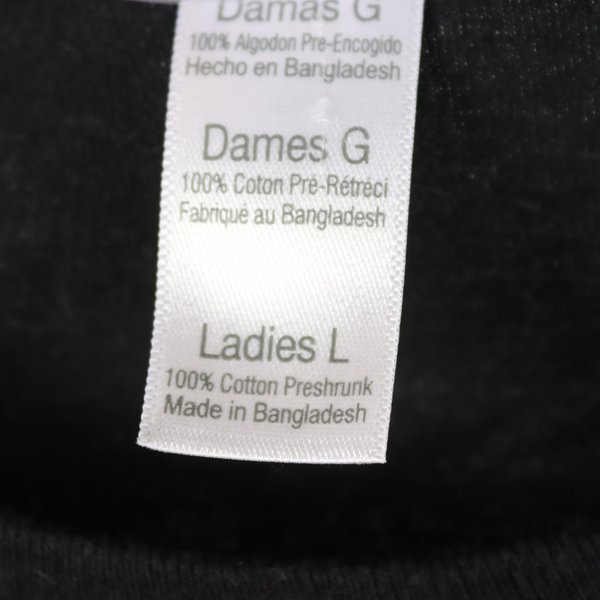 Damas G
100% Algodon Pre-Encogido
Hecho en Bangladesh
Dames G
100% Coton Pré-Rétréci
Fabriqué au Bangladesh
Ladies L
100% Cotton Preshrunk
Made in Bangladesh